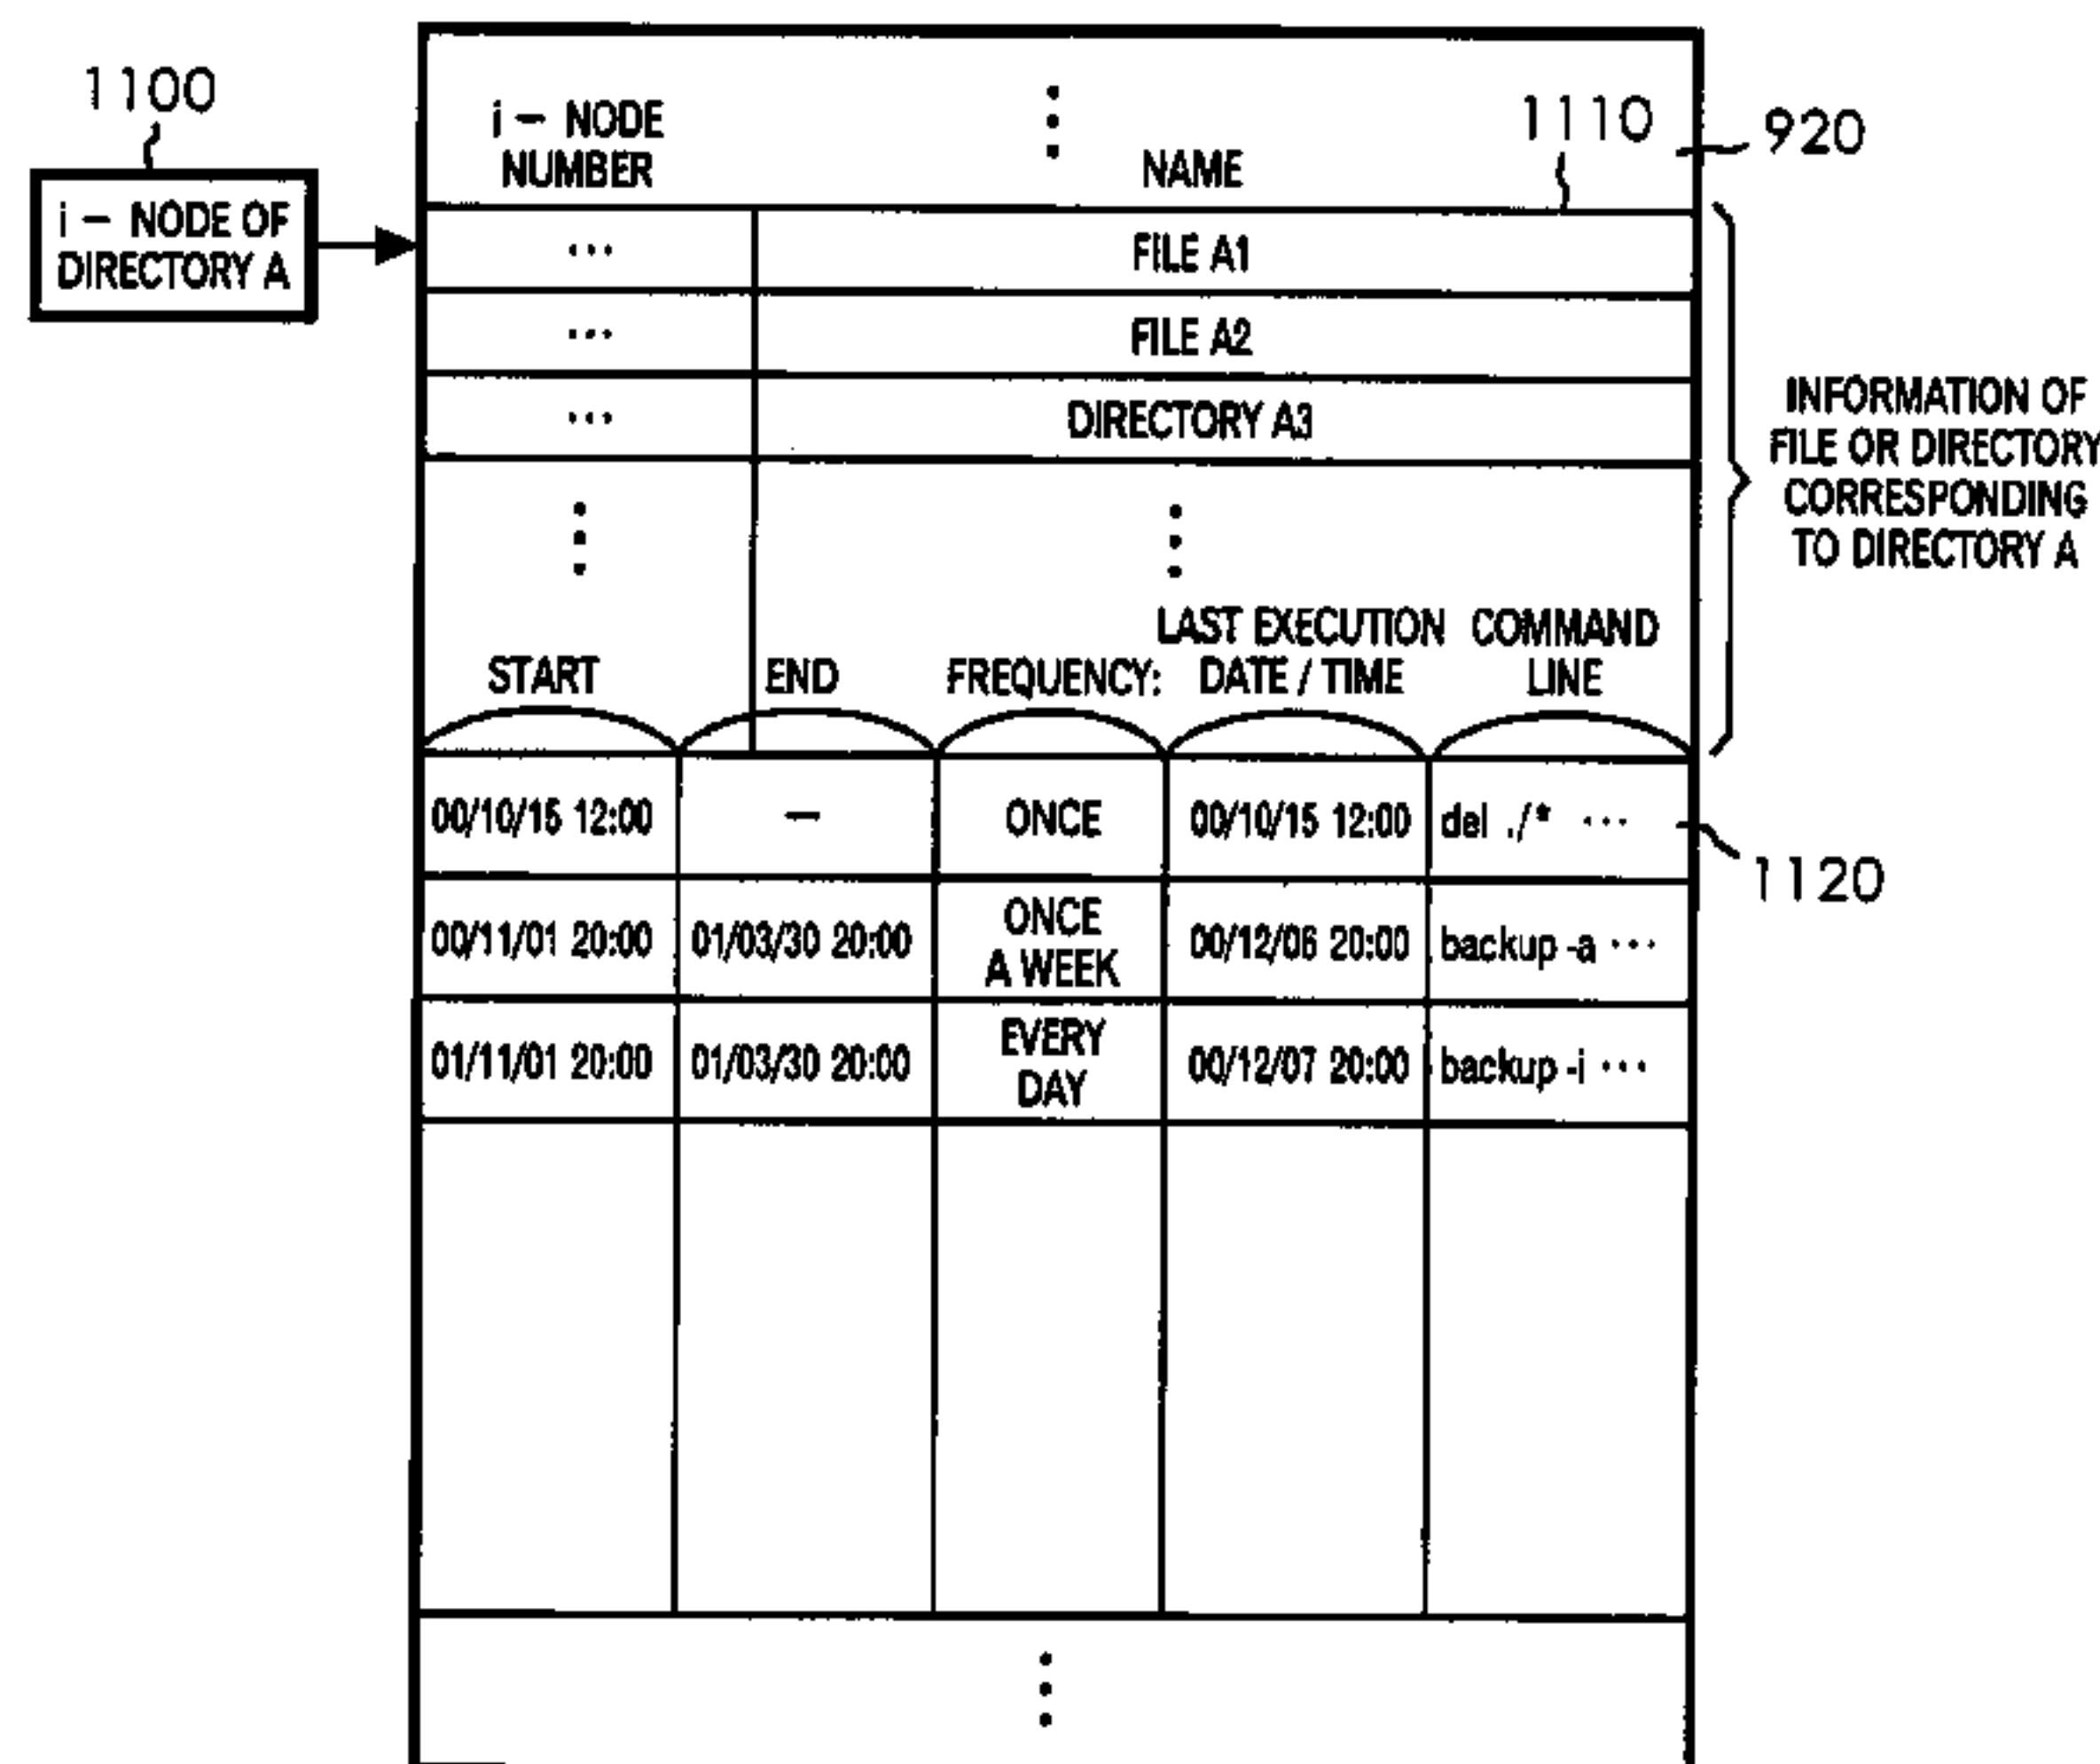 1100
i - NODE OF
DIRECTORY A
i - NODE
NUMBER
NAME
1110
920
... FILE A1
... FILE A2
... DIRECTORY A3
INFORMATION OF
FILE OR DIRECTORY
CORRESPONDING
TO DIRECTORY A
START
END
FREQUENCY:
LAST EXECUTION
DATE / TIME
COMMAND
LINE
00/10/15 12:00 — ONCE 00/10/15 12:00 del ./* ...
1120
00/11/01 20:00 01/03/30 20:00 ONCE
A WEEK 00/12/06 20:00 backup -a ...
01/11/01 20:00 01/03/30 20:00 EVERY
DAY 00/12/07 20:00 backup -i ...